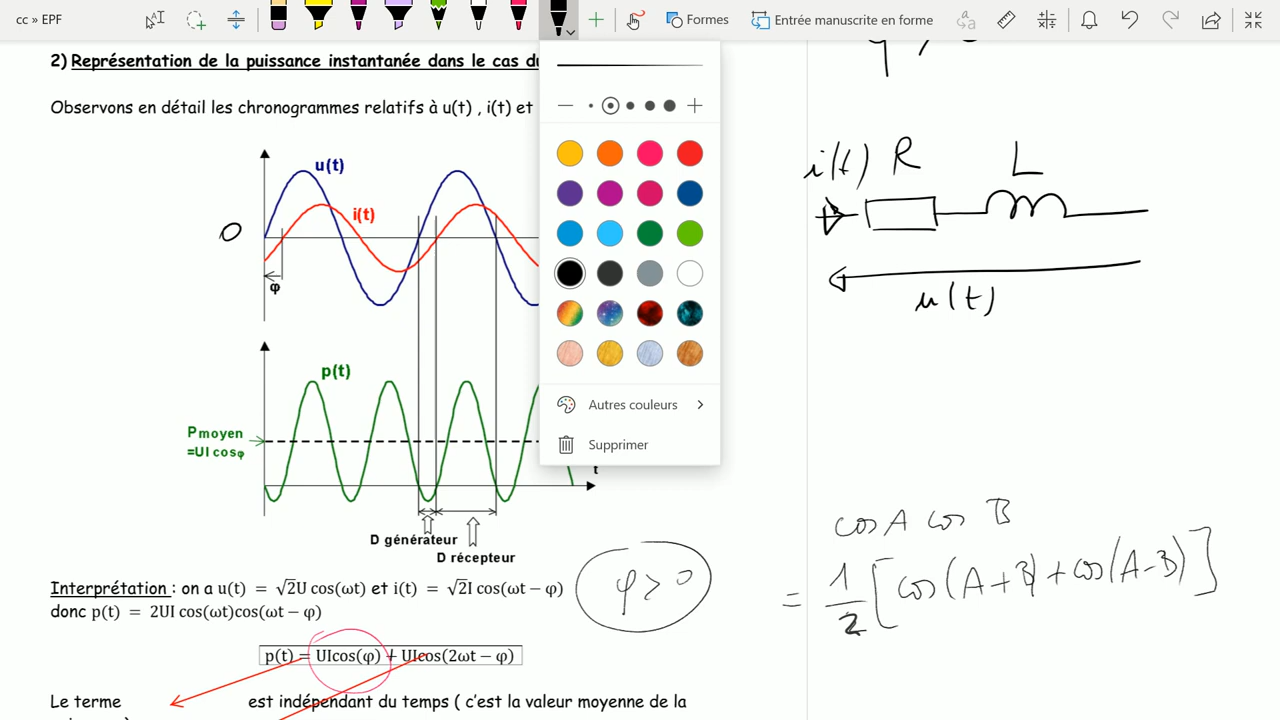 cc » EPF
Formes
Entrée manuscrite en forme
2) Représentation de la puissance instantanée dans le cas du
Observons en détail les chronogrammes relatifs à u(t) , i(t) et
u(t)
i(t)
O
φ
p(t)
P moyen
=UI cosφ
t
D générateur
D récepteur
Autres couleurs
Supprimer
i(t) R L
u(t)
cos A cos B
= 1/2 [cos(A+B)+cos(A-B)]
Interprétation : on a u(t) = √2U cos(ωt) et i(t) = √2I cos(ωt − φ)
donc p(t) = 2UI cos(ωt)cos(ωt − φ)
φ > 0
p(t) = UIcos(φ) + UIcos(2ωt − φ)
Le terme est indépendant du temps ( c'est la valeur moyenne de la